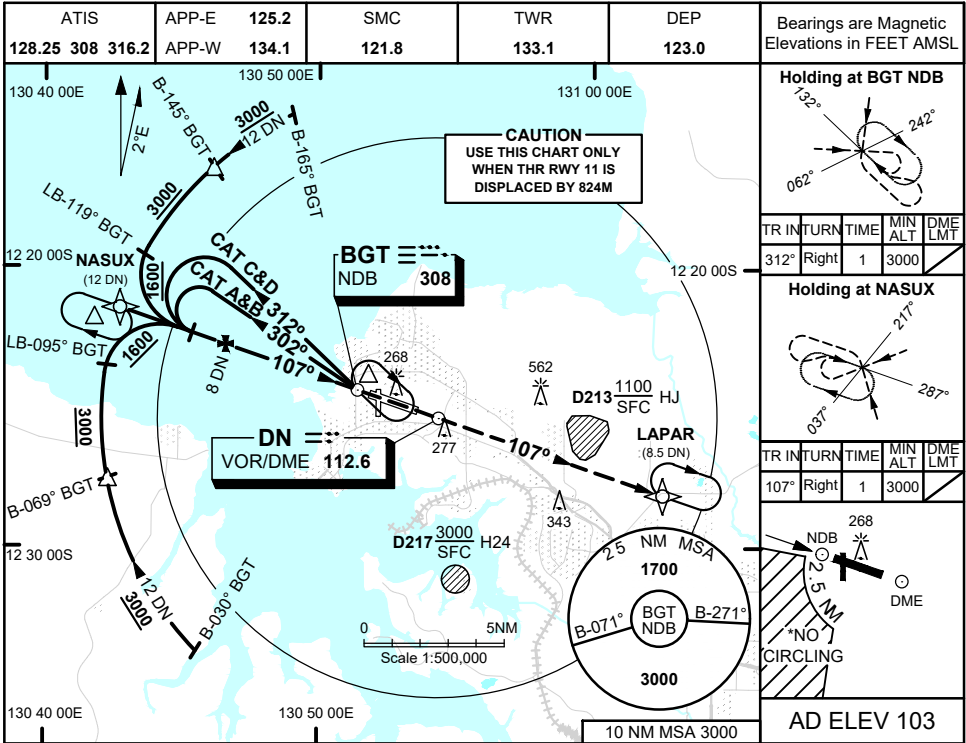 ATIS
128.25 308 316.2
APP-E 125.2
APP-W 134.1
SMC
121.8
TWR
133.1
DEP
123.0
Bearings are Magnetic
Elevations in FEET AMSL
130 40 00E
130 50 00E
131 00 00E
2°E
B-145° BGT
3000
12 DN
B-165° BGT
CAUTION
USE THIS CHART ONLY
WHEN THR RWY 11 IS
DISPLACED BY 824M
LB-119° BGT
3000
12 20 00S
NASUX
(12 DN)
1600
CAT C&D
312º
CAT A&B
302º
BGT
NDB 308
12 20 00S
LB-095° BGT
1600
8 DN
107º
268
562
D213 1100
SFC
HJ
DN
VOR/DME 112.6
277
107º
LAPAR
(8.5 DN)
3000
343
B-069° BGT
D217 3000
SFC
H24
12 30 00S
12 DN
3000
B-030° BGT
0 5NM
Scale 1:500,000
25 NM MSA
1700
BGT
NDB
B-071°
B-271°
3000
130 40 00E
130 50 00E
10 NM MSA 3000
Holding at BGT NDB
132°
242°
062°
TR IN TURN TIME MIN ALT DME LMT
312° Right 1 3000
Holding at NASUX
217°
287°
037°
TR IN TURN TIME MIN ALT DME LMT
107° Right 1 3000
NDB
268
2.5 NM
DME
*NO
CIRCLING
AD ELEV 103